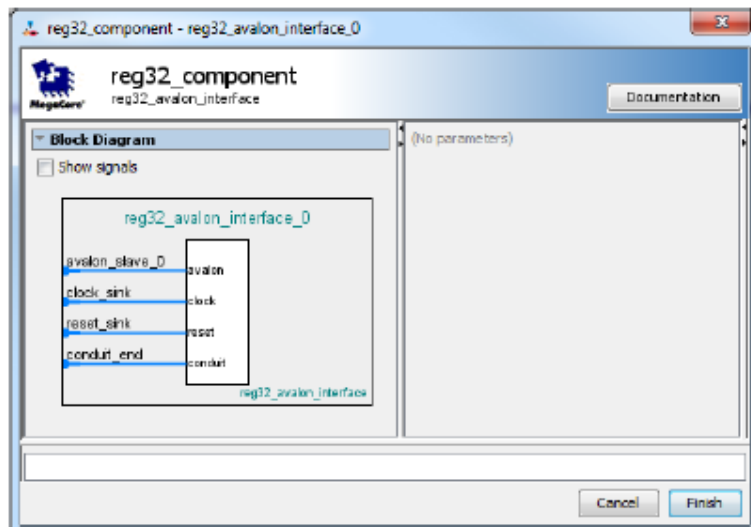 reg32_component - reg32_avalon_interface_0
reg32_component
MegaCore'
reg32_avalon_interface
Documentation
Block Diagram
(No parameters)
Show signals
reg32_avalon_interface_0
avalon_slave_0
avalon
clock_sink
clock
reset_sink
reset
conduit_end
conduit
reg32_avalon_interface
Cancel
Finish